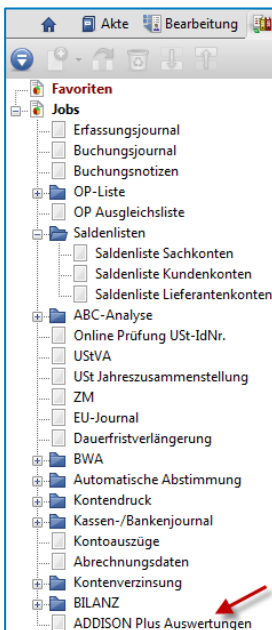 Akte Bearbeitung
Favoriten
Jobs
Erfassungsjournal
Buchungsjournal
Buchungsnotizen
OP-Liste
OP Ausgleichsliste
Saldenlisten
Saldenliste Sachkonten
Saldenliste Kundenkonten
Saldenliste Lieferantenkonten
ABC-Analyse
Online Prüfung USt-IdNr.
UStVA
USt Jahreszusammenstellung
ZM
EU-Journal
Dauerfristverlängerung
BWA
Automatische Abstimmung
Kontendruck
Kassen-/Bankenjournal
Kontoauszüge
Abrechnungsdaten
Kontenverzinsung
BILANZ
ADDISON Plus Auswertungen